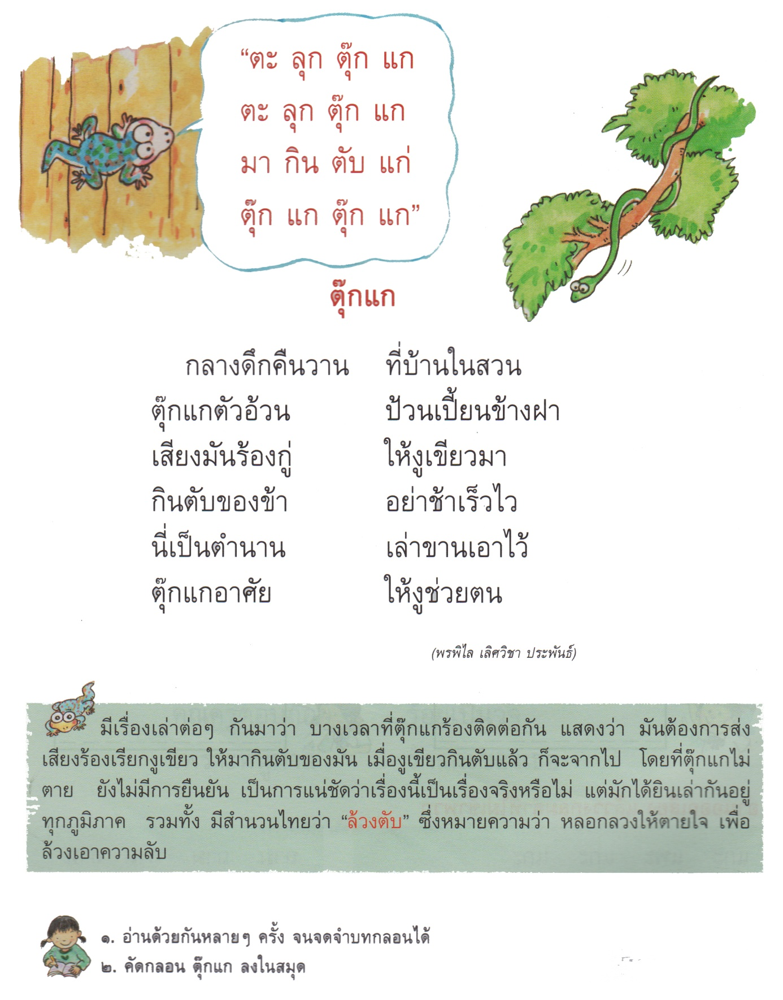 “ตะ ลุก ตุ๊ก แก
ตะ ลุก ตุ๊ก แก
มา กิน ตับ แก่
ตุ๊ก แก ตุ๊ก แก”
ตุ๊กแก
กลางดึกคืนวาน ที่บ้านในสวน
ตุ๊กแกตัวอ้วน ป้วนเปี้ยนข้างฝา
เสียงมันร้องกู่ ให้งูเขียวมา
กินตับของข้า อย่าช้าเร็วไว
นี่เป็นตำนาน เล่าขานเอาไว้
ตุ๊กแกอาศัย ให้งูช่วยตน
(พรพิไล เลิศวิชา ประพันธ์)
มีเรื่องเล่าต่อๆ กันมาว่า บางเวลาที่ตุ๊กแกร้องติดต่อกัน แสดงว่า มันต้องการส่ง
เสียงร้องเรียกงูเขียว ให้มากินตับของมัน เมื่องูเขียวกินตับแล้ว ก็จะจากไป โดยที่ตุ๊กแกไม่
ตาย ยังไม่มีการยืนยัน เป็นการแน่ชัดว่าเรื่องนี้เป็นเรื่องจริงหรือไม่ แต่มักได้ยินเล่ากันอยู่
ทุกภูมิภาค รวมทั้ง มีสำนวนไทยว่า “ล้วงตับ” ซึ่งหมายความว่า หลอกลวงให้ตายใจ เพื่อ
ล้วงเอาความลับ
๑. อ่านด้วยกันหลายๆ ครั้ง จนจดจำบทกลอนได้
๒. คัดกลอน ตุ๊กแก ลงในสมุด